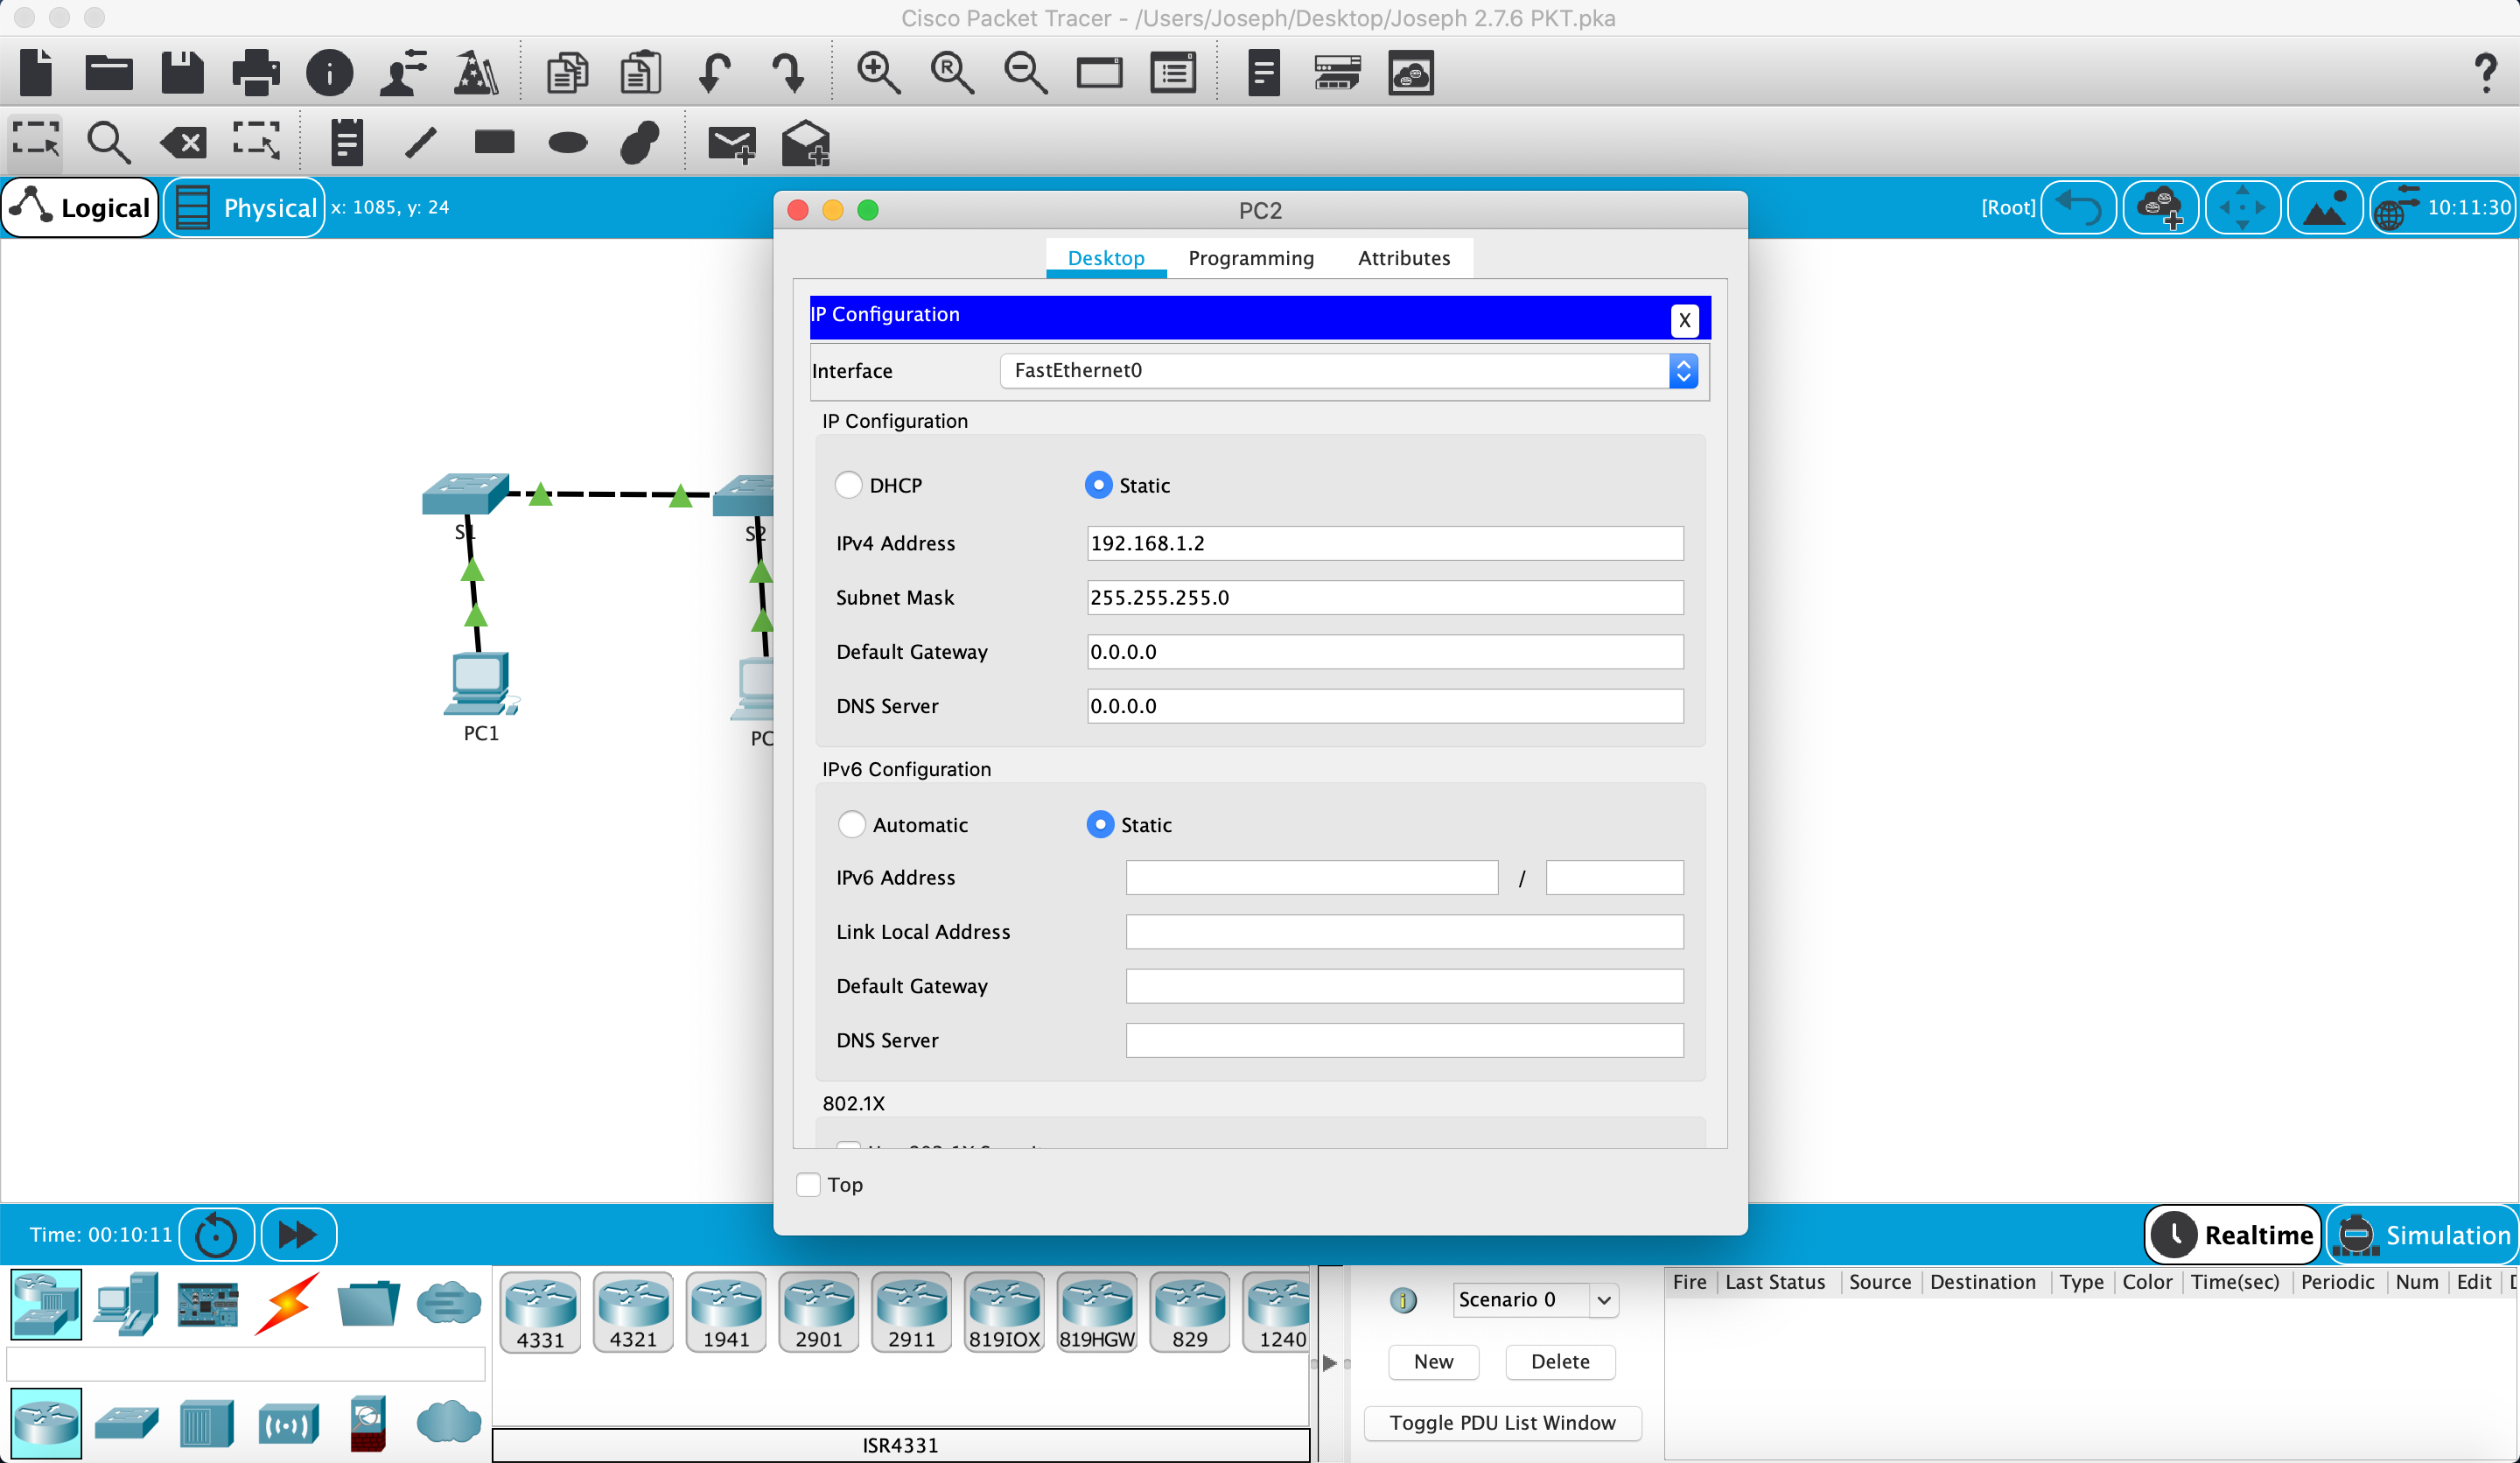 Cisco Packet Tracer - /Users/Joseph/Desktop/Joseph 2.7.6 PKT.pka
Logical
Physical
x: 1085, y: 24
[Root]
10:11:30
PC2
Desktop
Programming
Attributes
IP Configuration
X
Interface
FastEthernet0
IP Configuration
DHCP
Static
IPv4 Address
192.168.1.2
Subnet Mask
255.255.255.0
Default Gateway
0.0.0.0
DNS Server
0.0.0.0
IPv6 Configuration
Automatic
Static
IPv6 Address
/
Link Local Address
Default Gateway
DNS Server
802.1X
Top
S1
S2
PC1
PC
Time: 00:10:11
Realtime
Simulation
4331
4321
1941
2901
2911
819IOX
819HGW
829
1240
ISR4331
Scenario 0
New
Delete
Toggle PDU List Window
Fire
Last Status
Source
Destination
Type
Color
Time(sec)
Periodic
Num
Edit